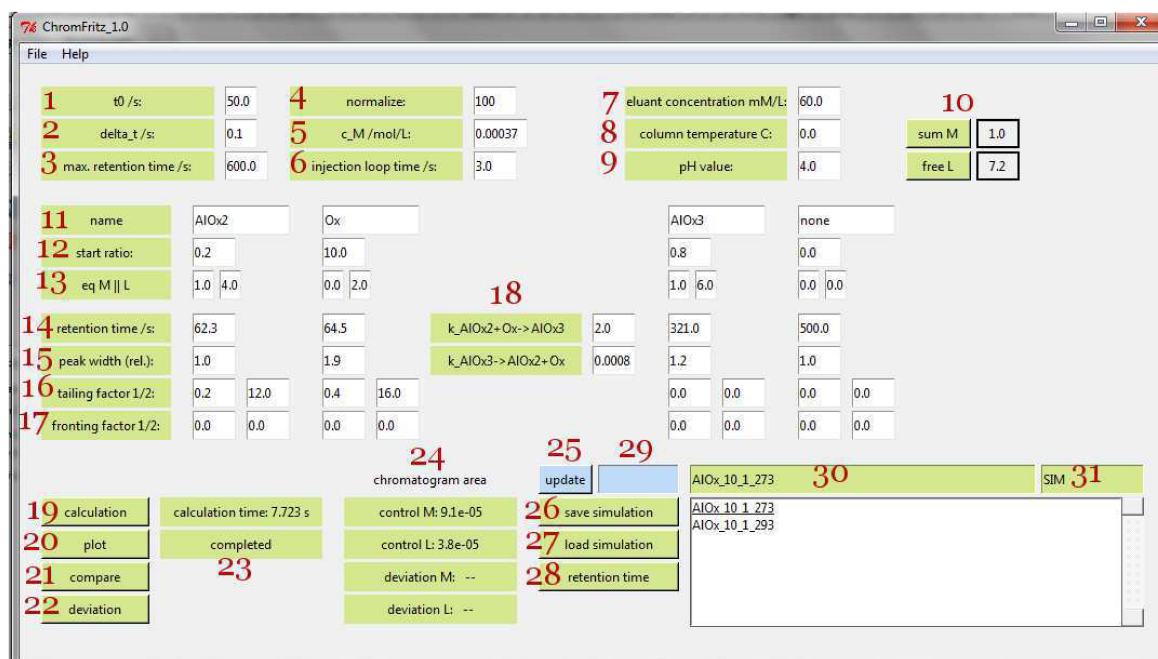 ChromFritz_1.0
File Help
1 t0 /s: 50.0 4 normalize: 100 7 eluant concentration mM/L: 60.0 10
2 delta_t /s: 0.1 5 c_M /mol/L: 0.00037 8 column temperature C: 0.0 sum M 1.0
3 max. retention time /s: 600.0 6 injection loop time /s: 3.0 9 pH value: 4.0 free L 7.2
11 name AlOx2 Ox AlOx3 none
12 start ratio: 0.2 10.0 0.8 0.0
13 eq M || L 1.0 4.0 0.0 2.0 1.0 6.0 0.0 0.0
18
14 retention time /s: 62.3 64.5 k_AlOx2+Ox->AlOx3 2.0 321.0 500.0
15 peak width (rel.): 1.0 1.9 k_AlOx3->AlOx2+Ox 0.0008 1.2 1.0
16 tailing factor 1/2: 0.2 12.0 0.4 16.0 0.0 0.0 0.0 0.0
17 fronting factor 1/2: 0.0 0.0 0.0 0.0 0.0 0.0 0.0 0.0
24 25 29
chromatogram area update AlOx_10_1_273 30 SIM 31
19 calculation calculation time: 7.723 s control M: 9.1e-05 26 save simulation AlOx_10_1_273
20 plot completed control L: 3.8e-05 27 load simulation AlOx_10_1_293
23
21 compare deviation M: -- 28 retention time
22 deviation deviation L: --